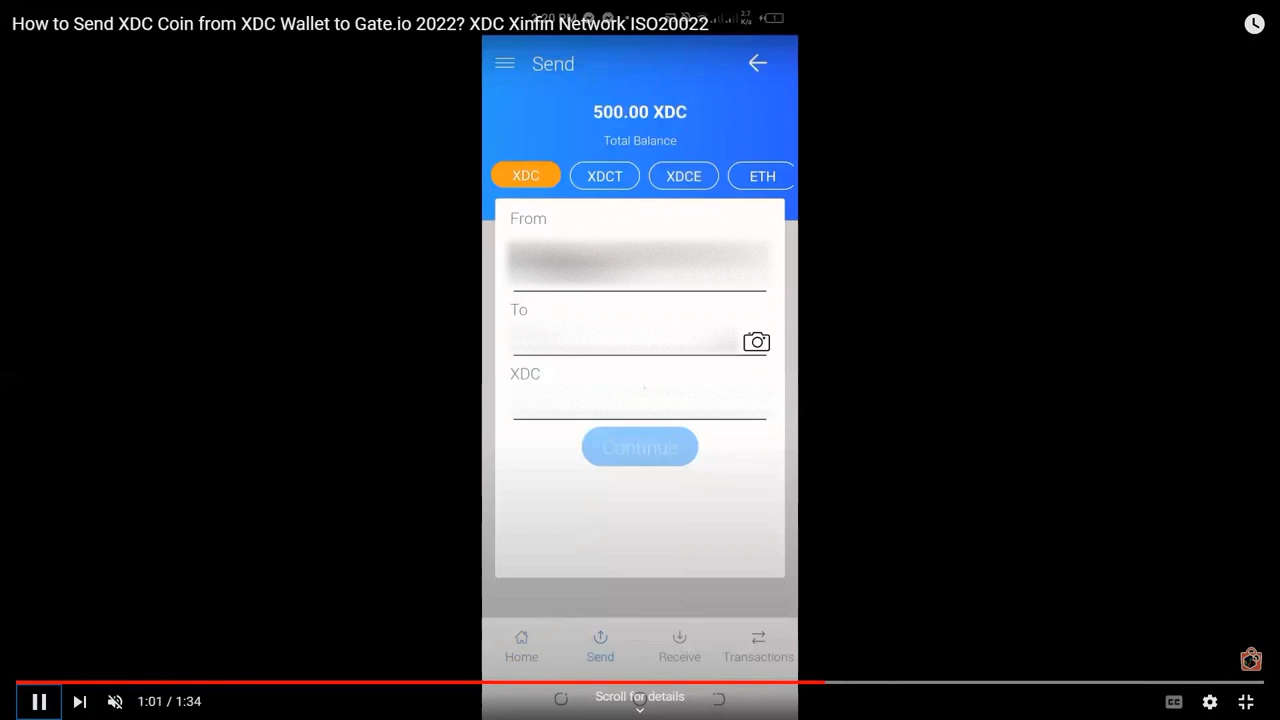 How to Send XDC Coin from XDC Wallet to Gate.io 2022? XDC Xinfin Network ISO20022
Send
500.00 XDC
Total Balance
XDC XDCT XDCE ETH
From
To
XDC
Continue
Home Send Receive Transactions
Scroll for details
1:01 / 1:34
CC